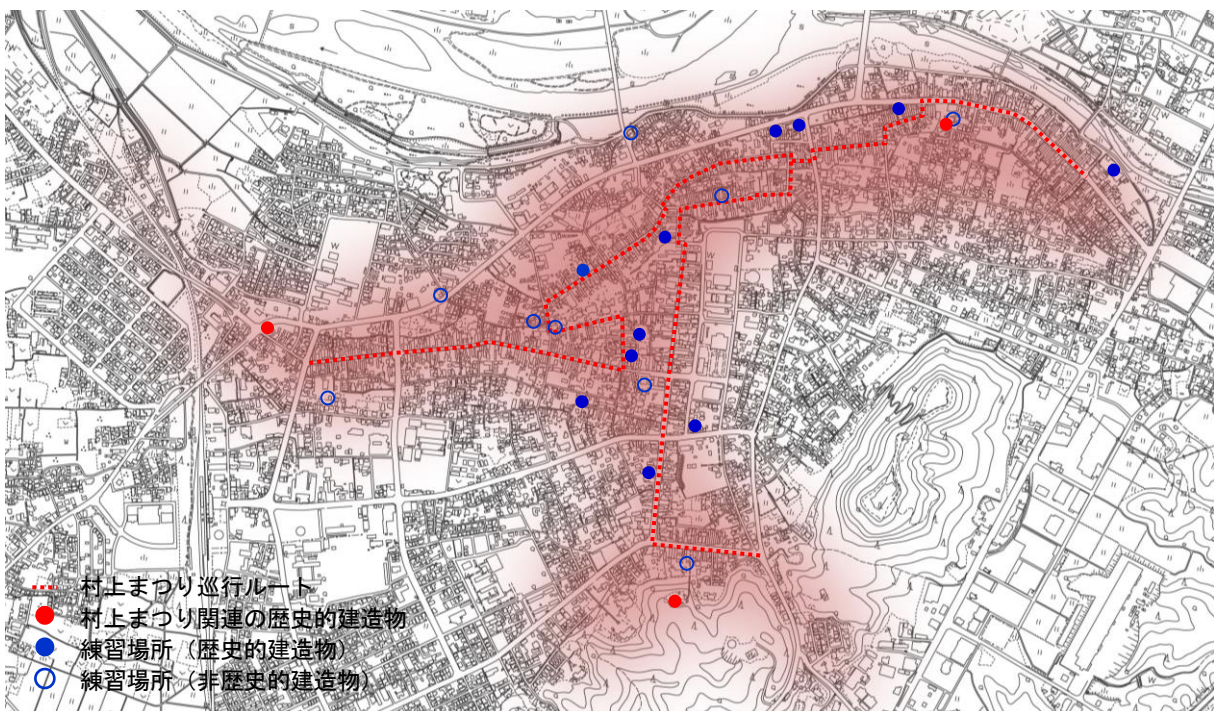 村上まつり巡行ルート
村上まつり関連の歴史的建造物
練習場所（歴史的建造物）
練習場所（非歴史的建造物）